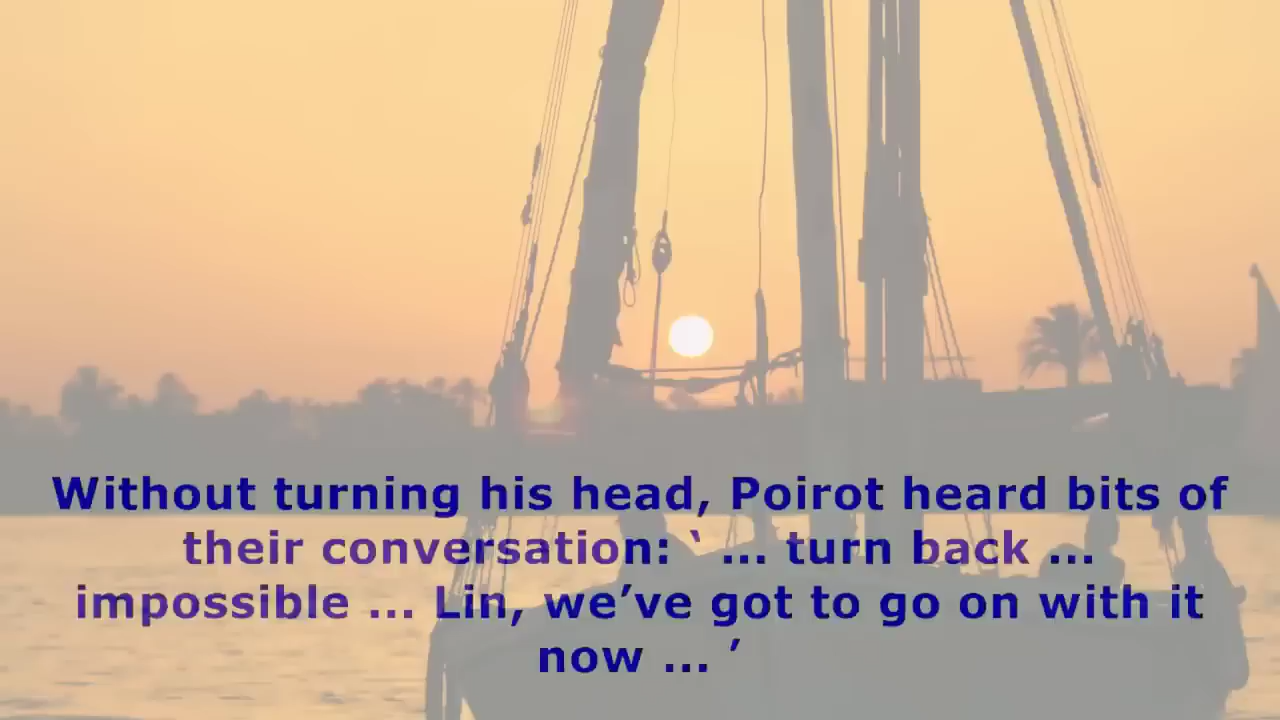 Without turning his head, Poirot heard bits of
their conversation: ‘ ... turn back ...
impossible ... Lin, we’ve got to go on with it
now ... ’